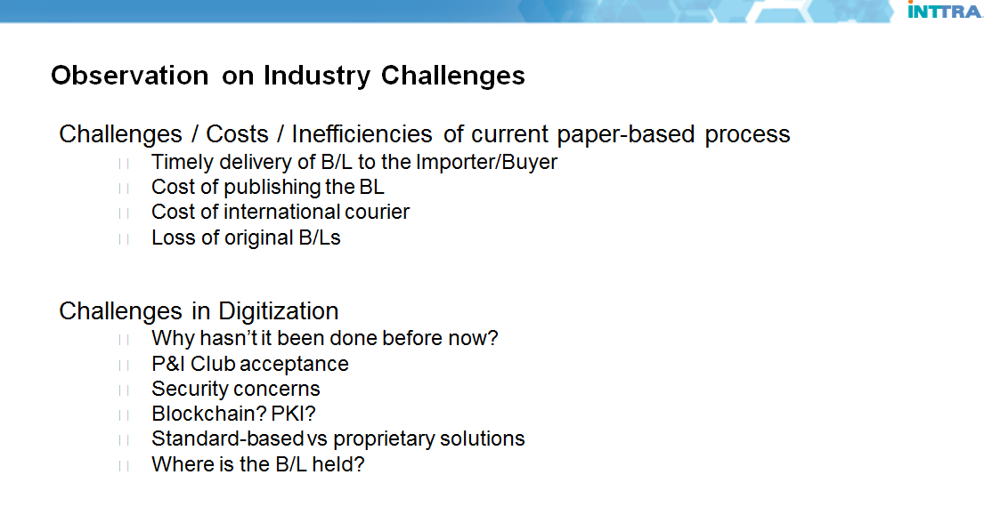 INTTRA
Observation on Industry Challenges
Challenges / Costs / Inefficiencies of current paper-based process
Timely delivery of B/L to the Importer/Buyer
Cost of publishing the BL
Cost of international courier
Loss of original B/Ls
Challenges in Digitization
Why hasn’t it been done before now?
P&I Club acceptance
Security concerns
Blockchain? PKI?
Standard-based vs proprietary solutions
Where is the B/L held?